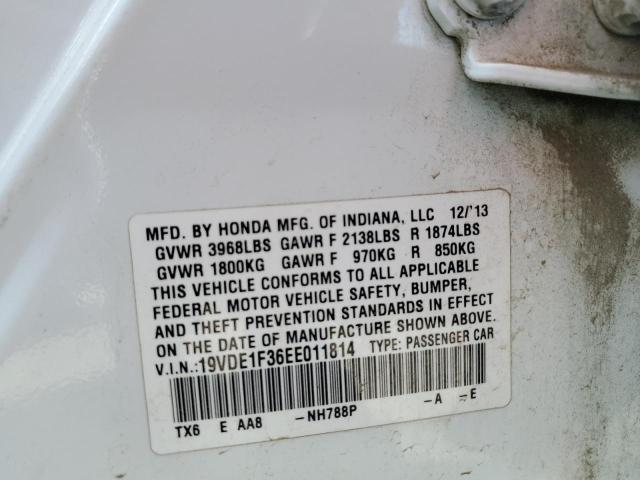 MFD. BY HONDA MFG. OF INDIANA, LLC 12/'13
GVWR 3968LBS GAWR F 2138LBS R 1874LBS
GVWR 1800KG GAWR F 970KG R 850KG
THIS VEHICLE CONFORMS TO ALL APPLICABLE
FEDERAL MOTOR VEHICLE SAFETY, BUMPER,
AND THEFT PREVENTION STANDARDS IN EFFECT
ON THE DATE OF MANUFACTURE SHOWN ABOVE.
V.I.N.:19VDE1F36EE011814 TYPE: PASSENGER CAR
TX6 E AA8 -NH788P -A -E